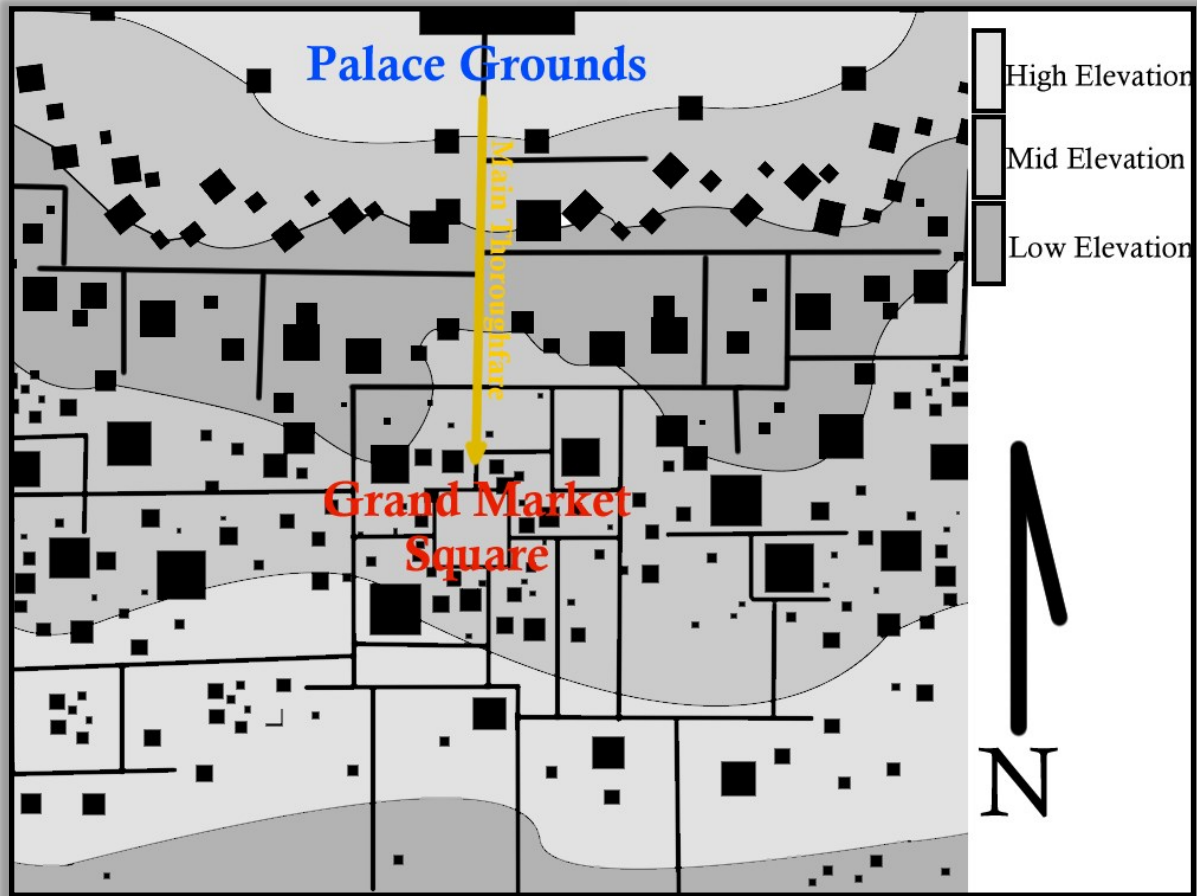 Palace Grounds
Main Thoroughfare
Grand Market
Square
High Elevation
Mid Elevation
Low Elevation
N